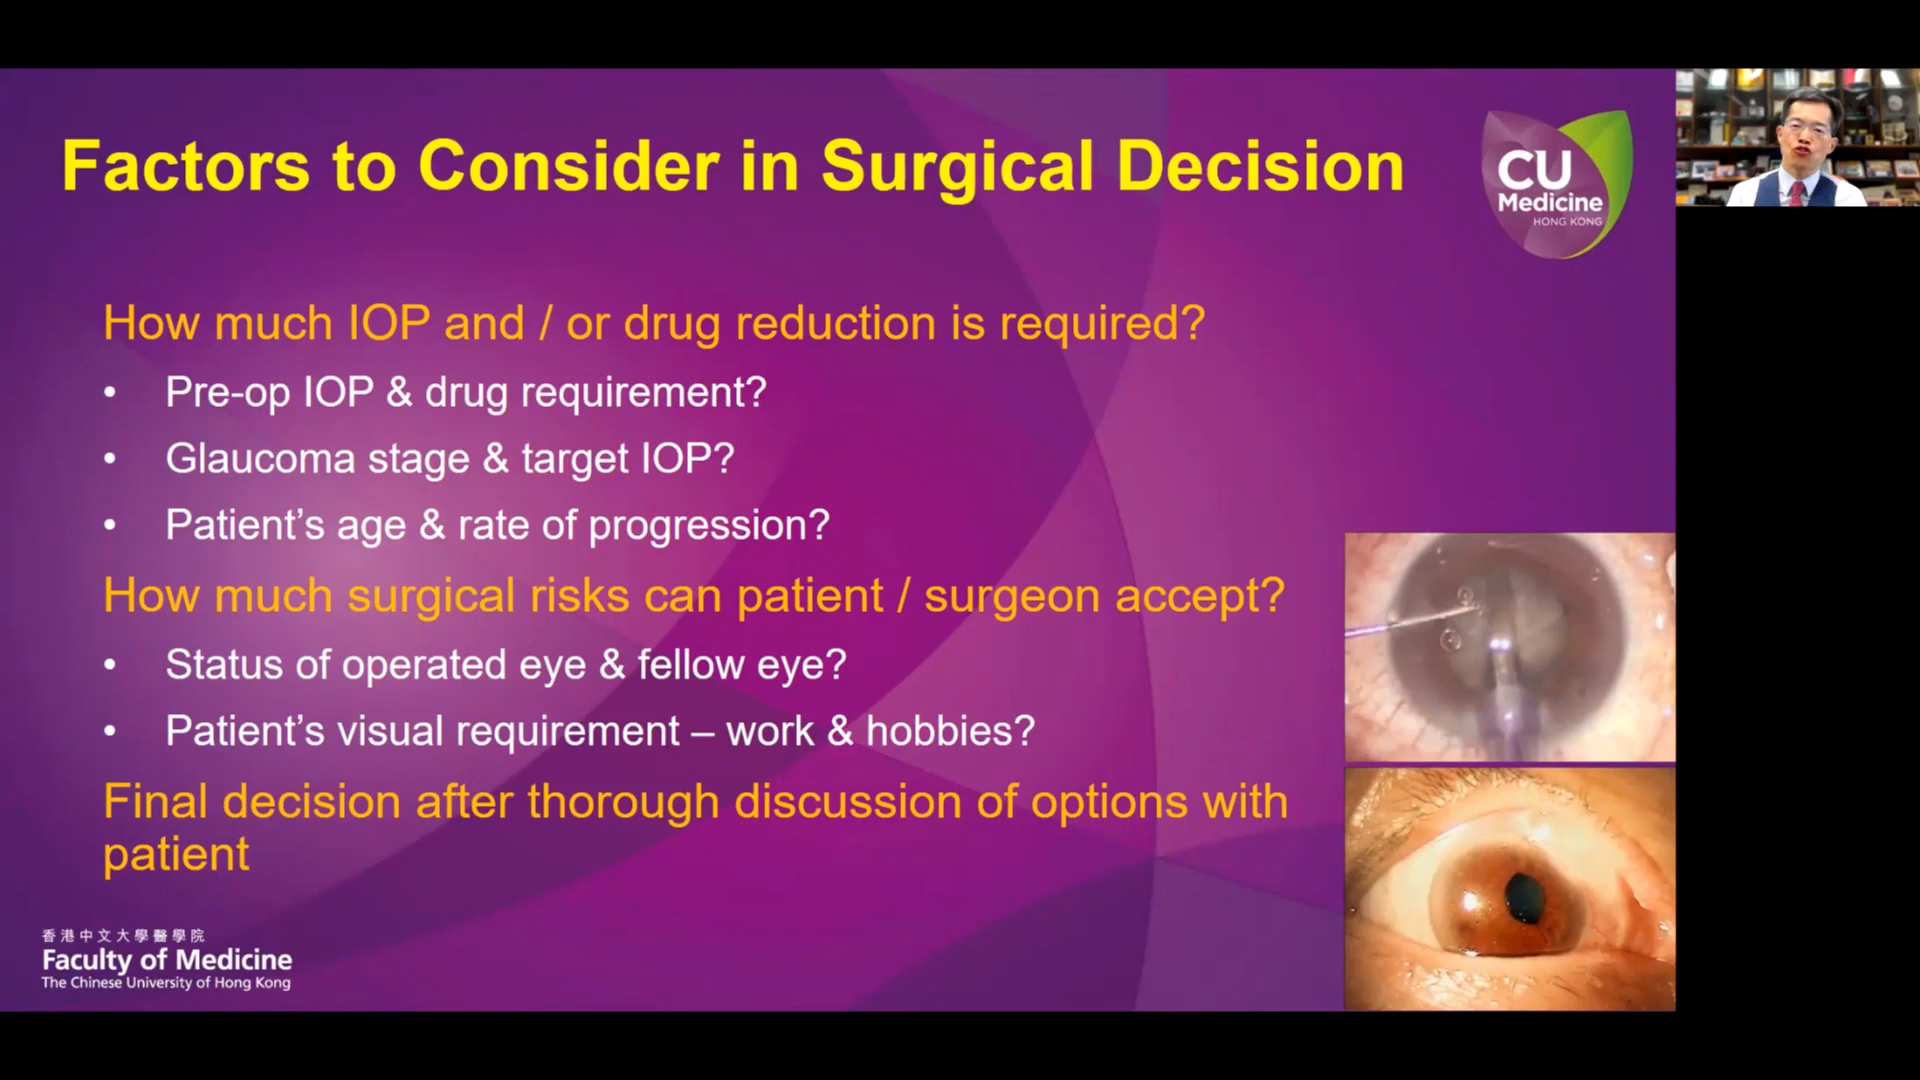 Factors to Consider in Surgical Decision
CU
Medicine
HONG KONG
How much IOP and / or drug reduction is required?
• Pre-op IOP & drug requirement?
• Glaucoma stage & target IOP?
• Patient’s age & rate of progression?
How much surgical risks can patient / surgeon accept?
• Status of operated eye & fellow eye?
• Patient’s visual requirement – work & hobbies?
Final decision after thorough discussion of options with
patient
香港中文大學醫學院
Faculty of Medicine
The Chinese University of Hong Kong